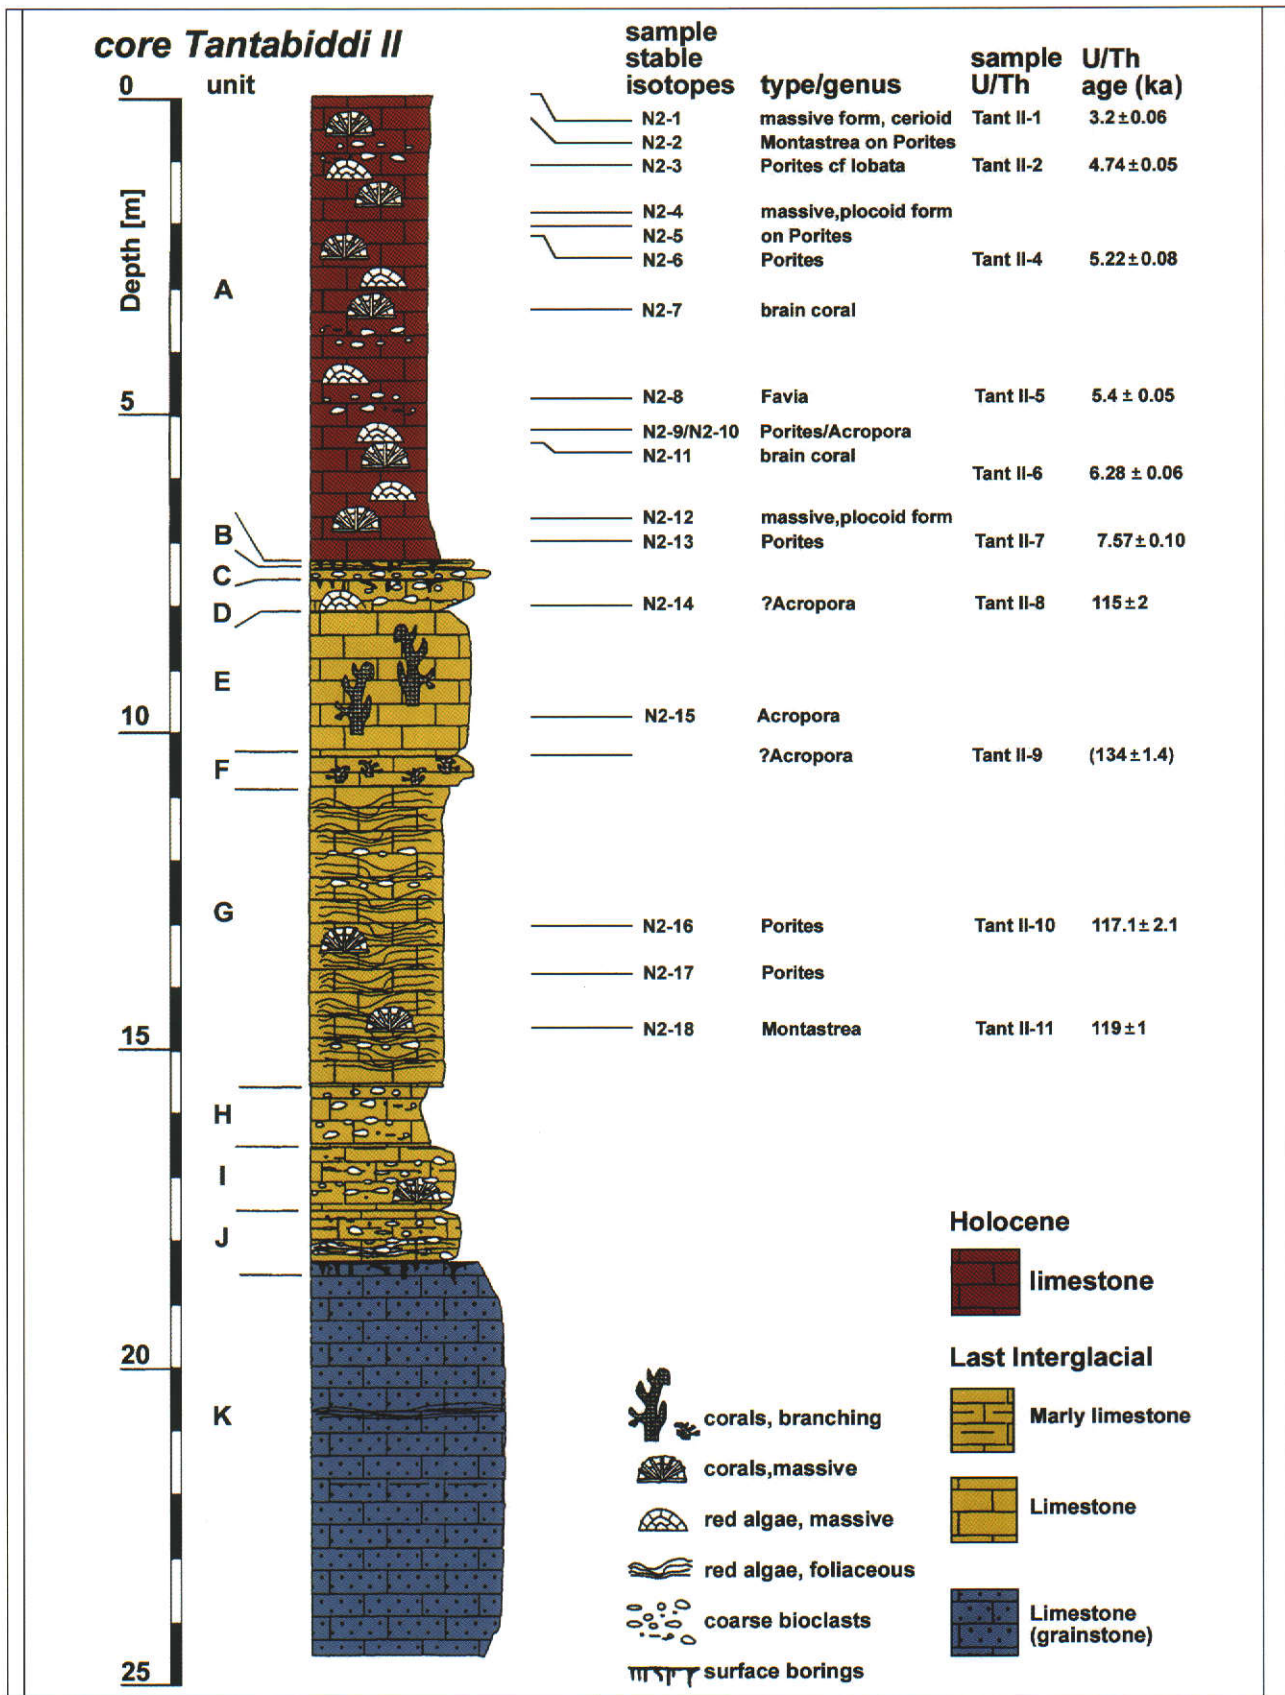 core Tantabiddi II
unit
sample stable isotopes
type/genus
sample U/Th
U/Th age (ka)
0
Depth [m]
5
10
15
20
25
A
B
C
D
E
F
G
H
I
J
K
N2-1 massive form, cerioid Tant II-1 3.2±0.06
N2-2 Montastrea on Porites
N2-3 Porites cf lobata Tant II-2 4.74±0.05
N2-4 massive,plocoid form
N2-5 on Porites
N2-6 Porites Tant II-4 5.22±0.08
N2-7 brain coral
N2-8 Favia Tant II-5 5.4 ± 0.05
N2-9/N2-10 Porites/Acropora
N2-11 brain coral
Tant II-6 6.28 ± 0.06
N2-12 massive,plocoid form
N2-13 Porites Tant II-7 7.57±0.10
N2-14 ?Acropora Tant II-8 115±2
N2-15 Acropora
?Acropora Tant II-9 (134±1.4)
N2-16 Porites Tant II-10 117.1±2.1
N2-17 Porites
N2-18 Montastrea Tant II-11 119±1
corals, branching
corals,massive
red algae, massive
red algae, foliaceous
coarse bioclasts
surface borings
Holocene
limestone
Last Interglacial
Marly limestone
Limestone
Limestone
(grainstone)